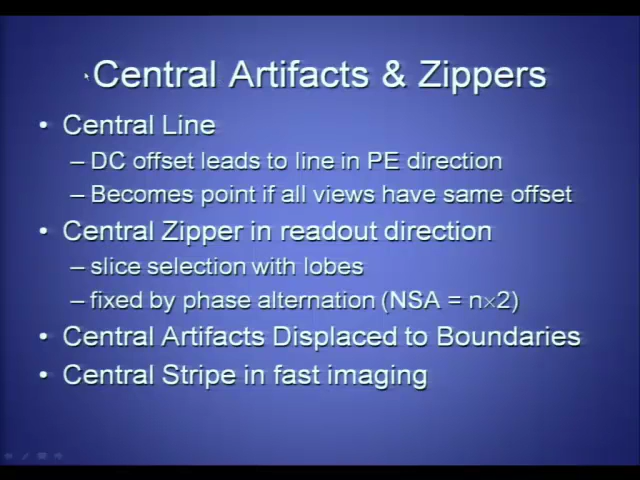 Central Artifacts & Zippers
• Central Line
– DC offset leads to line in PE direction
– Becomes point if all views have same offset
• Central Zipper in readout direction
– slice selection with lobes
– fixed by phase alternation (NSA = n×2)
• Central Artifacts Displaced to Boundaries
• Central Stripe in fast imaging